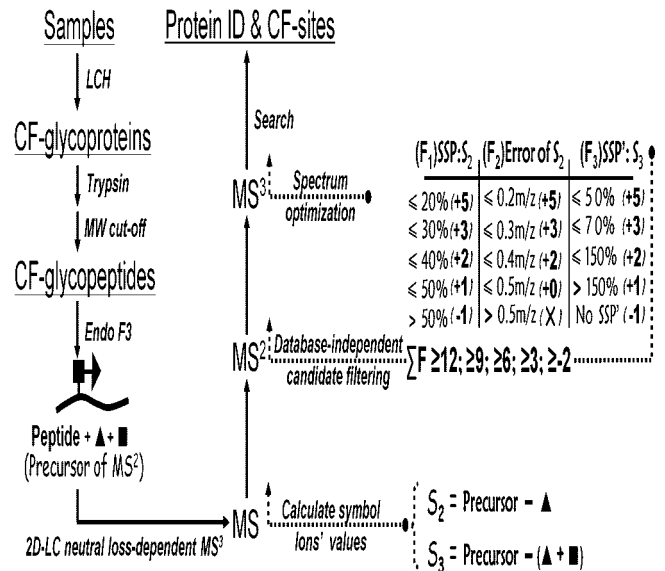 Samples
LCH
CF-glycoproteins
Trypsin
MW cut-off
CF-glycopeptides
Endo F3
Peptide + ▲ + ■
(Precursor of MS²)
2D-LC neutral loss-dependent MS³
Protein ID & CF-sites
Search
MS³
Spectrum
optimization
MS²
Database-independent
candidate filtering
MS
Calculate symbol
Ions' values
(F₁)SSP:S₂ (F₂)Error of S₂ (F₃)SSP': S₃
≤ 20% (+5) ≤ 0.2m/z (+5) ≤ 50% (+5)
≤ 30% (+3) ≤ 0.3m/z (+3) ≤ 70% (+3)
≤ 40% (+2) ≤ 0.4m/z (+2) ≤ 150% (+2)
≤ 50% (+1) ≤ 0.5m/z (+0) > 150% (+1)
> 50% (-1) > 0.5m/z (X) No SSP' (-1)
∑F ≥12; ≥9; ≥6; ≥3; ≥-2
S₂ = Precursor – ▲
S₃ = Precursor – (▲ + ■)